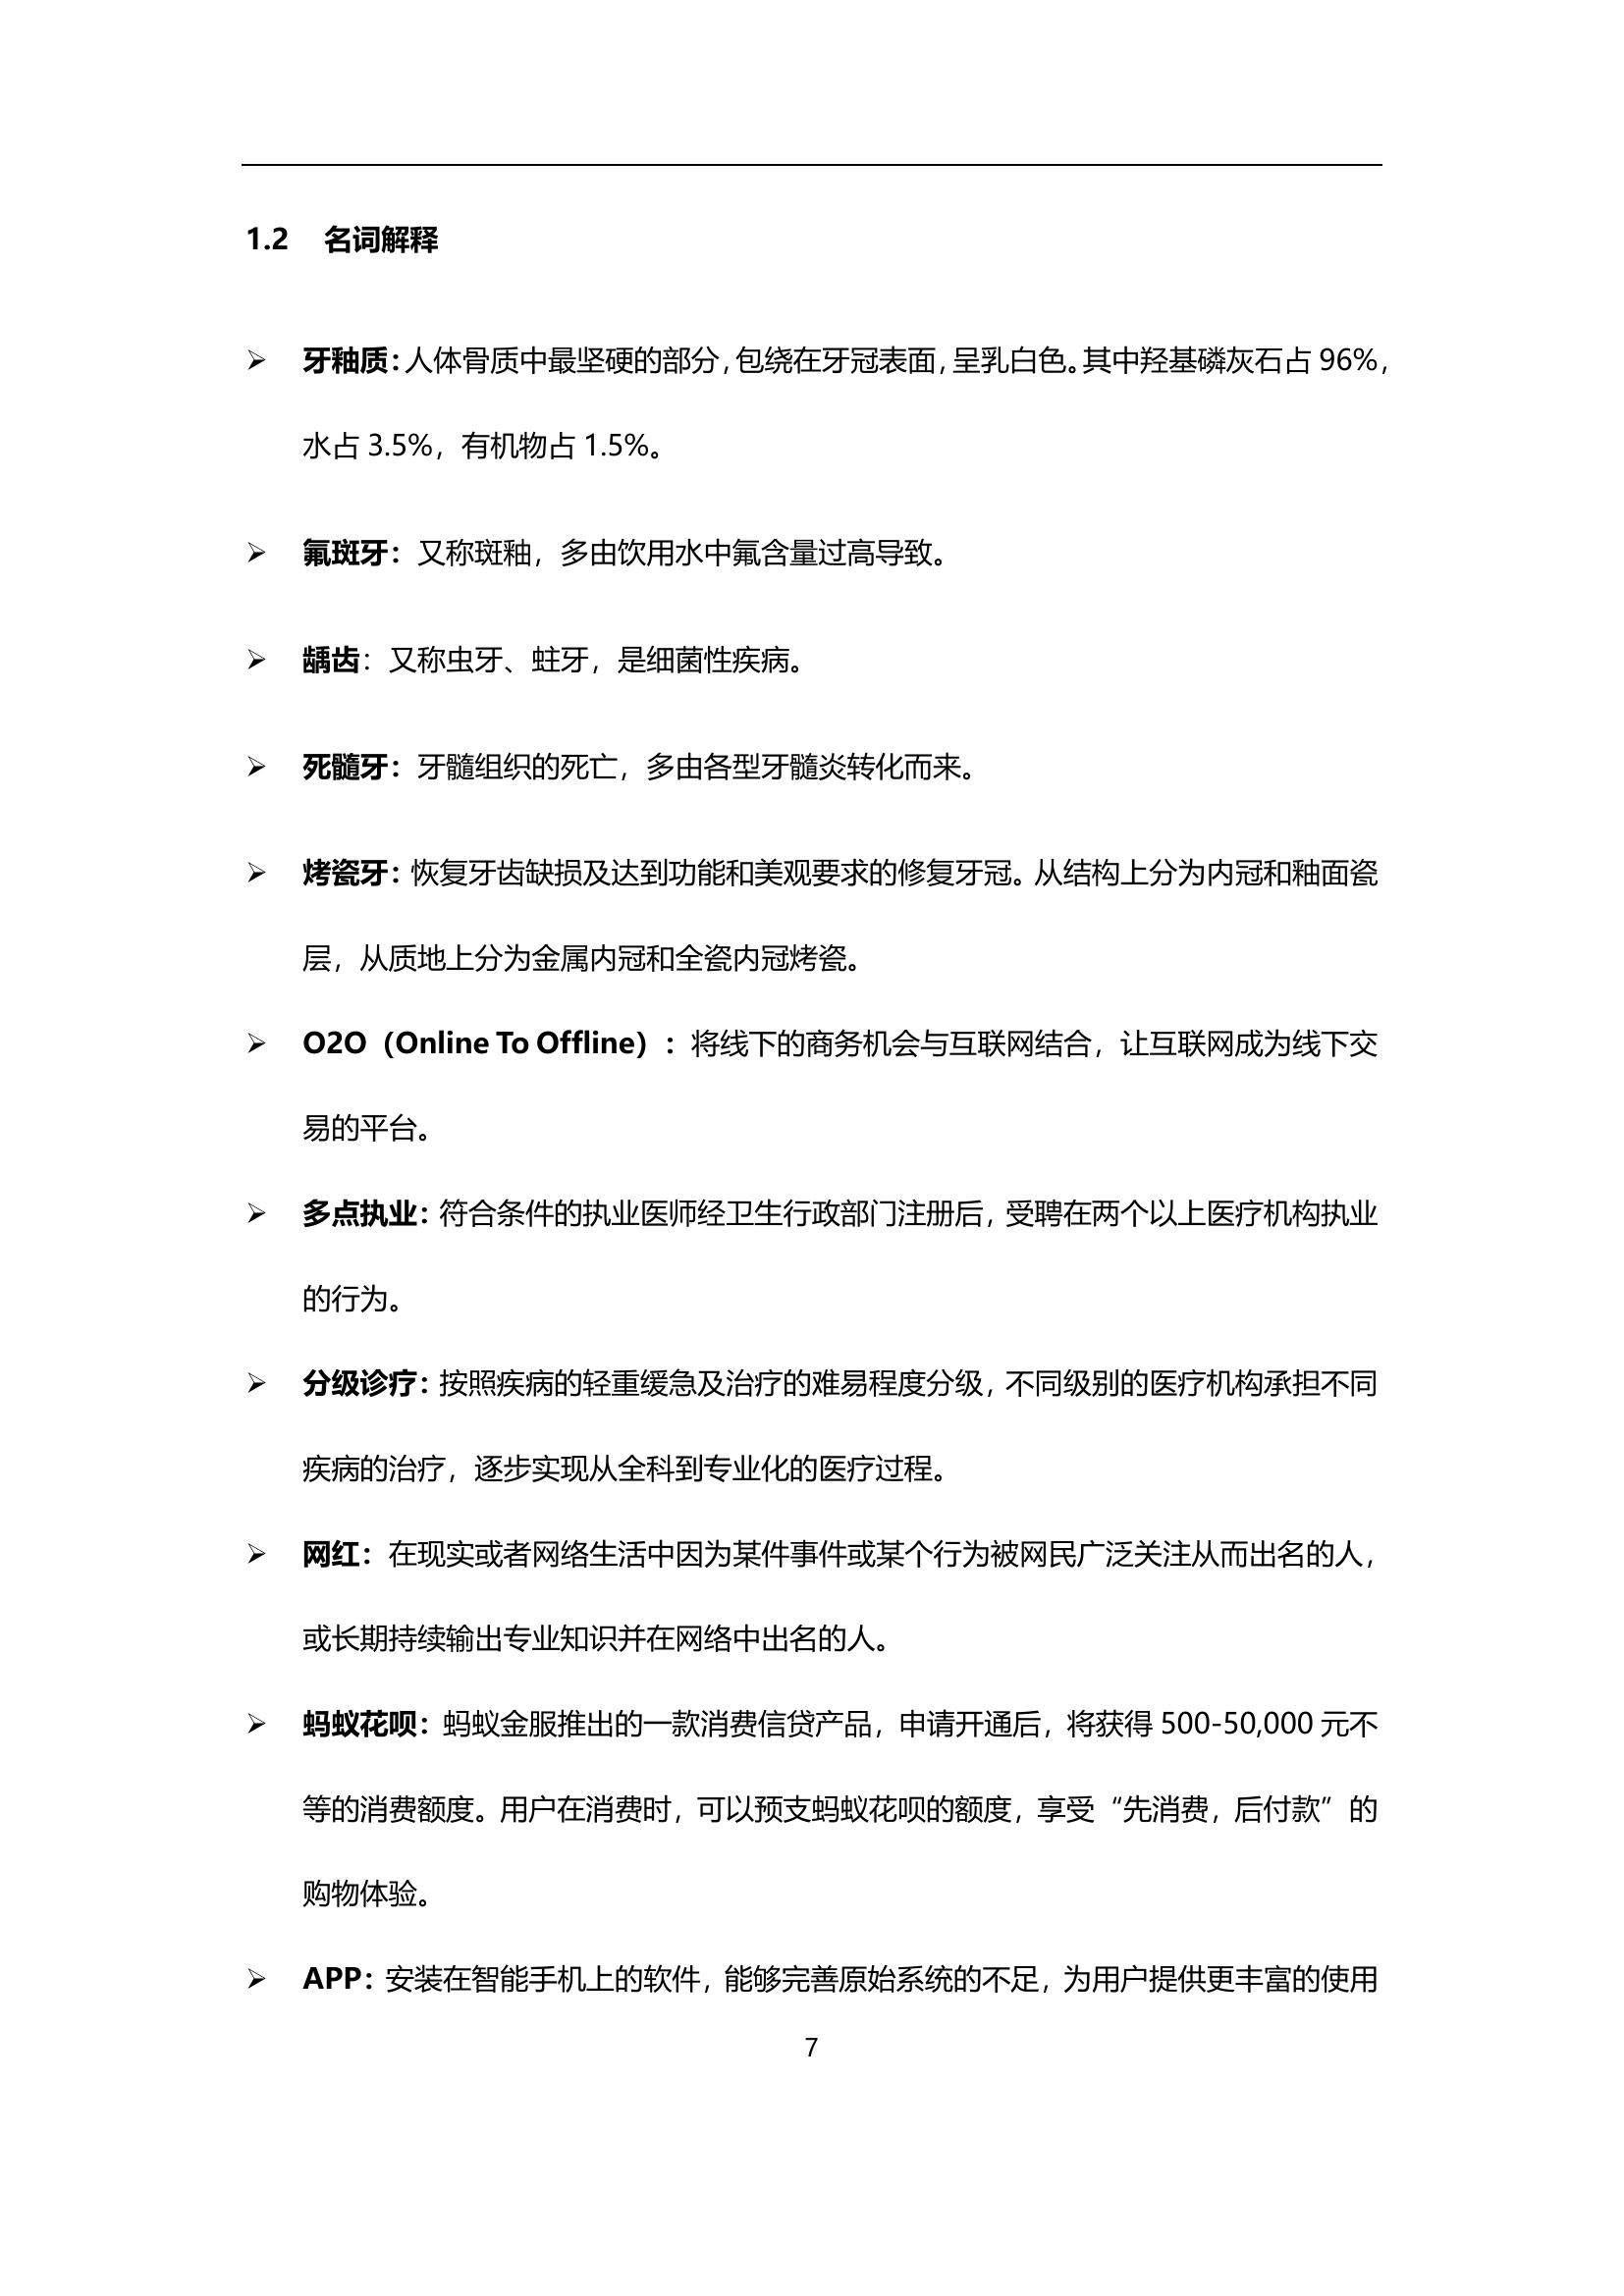 1.2 名词解释
➢ 牙釉质：人体骨质中最坚硬的部分，包绕在牙冠表面，呈乳白色。其中羟基磷灰石占 96%，
水占 3.5%，有机物占 1.5%。
➢ 氟斑牙：又称斑釉，多由饮用水中氟含量过高导致。
➢ 龋齿：又称虫牙、蛀牙，是细菌性疾病。
➢ 死髓牙：牙髓组织的死亡，多由各型牙髓炎转化而来。
➢ 烤瓷牙：恢复牙齿缺损及达到功能和美观要求的修复牙冠。从结构上分为内冠和釉面瓷
层，从质地上分为金属内冠和全瓷内冠烤瓷。
➢ O2O（Online To Offline）：将线下的商务机会与互联网结合，让互联网成为线下交
易的平台。
➢ 多点执业：符合条件的执业医师经卫生行政部门注册后，受聘在两个以上医疗机构执业
的行为。
➢ 分级诊疗：按照疾病的轻重缓急及治疗的难易程度分级，不同级别的医疗机构承担不同
疾病的治疗，逐步实现从全科到专业化的医疗过程。
➢ 网红：在现实或者网络生活中因为某件事件或某个行为被网民广泛关注从而出名的人，
或长期持续输出专业知识并在网络中出名的人。
➢ 蚂蚁花呗：蚂蚁金服推出的一款消费信贷产品，申请开通后，将获得 500-50,000 元不
等的消费额度。用户在消费时，可以预支蚂蚁花呗的额度，享受“先消费，后付款”的
购物体验。
➢ APP：安装在智能手机上的软件，能够完善原始系统的不足，为用户提供更丰富的使用
7